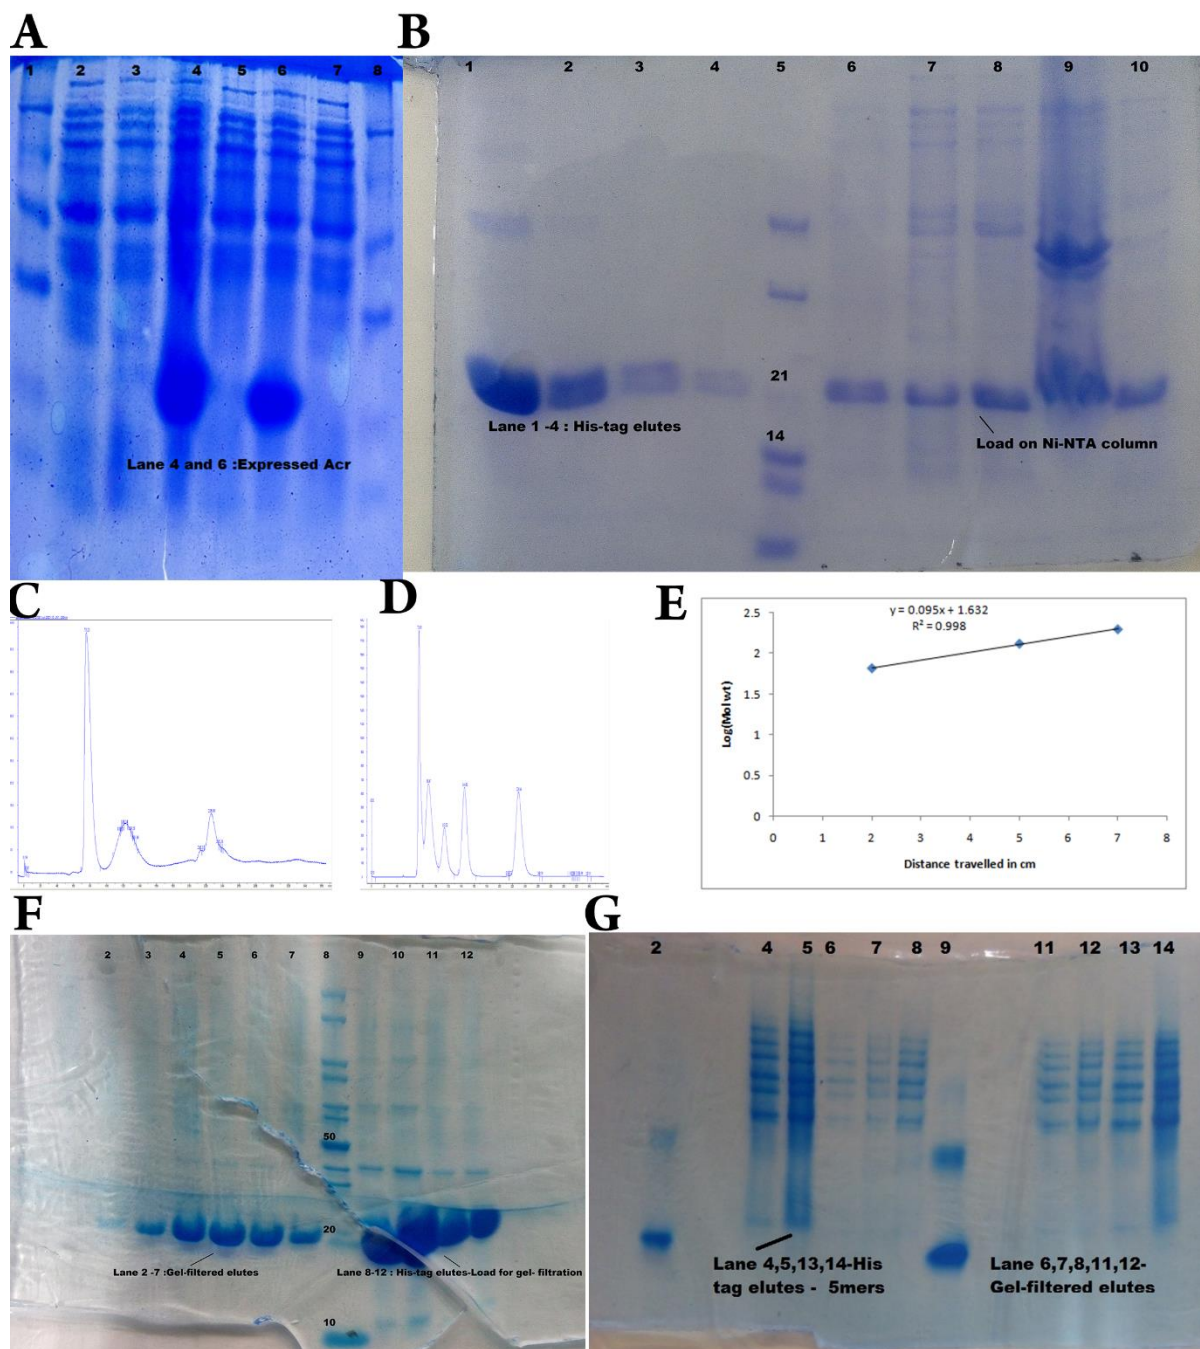 A
1 2 3 4 5 6 7 8
Lane 4 and 6 :Expressed Acr
B
1 2 3 4 5 6 7 8 9 10
21
14
Lane 1 -4 : His-tag elutes
Load on Ni-NTA column
C
D
E
y = 0.095x + 1.632
R² = 0.998
2.5
2
1.5
1
0.5
0
Log(Mol wt)
0 1 2 3 4 5 6 7 8
Distance travelled in cm
F
2 3 4 5 6 7 8 9 10 11 12
50
20
10
Lane 2 -7 :Gel-filtered elutes
Lane 8-12 : His-tag elutes-Load for gel- filtration
G
2 4 5 6 7 8 9 11 12 13 14
Lane 4,5,13,14-His
tag elutes - 5mers
Lane 6,7,8,11,12-
Gel-filtered elutes